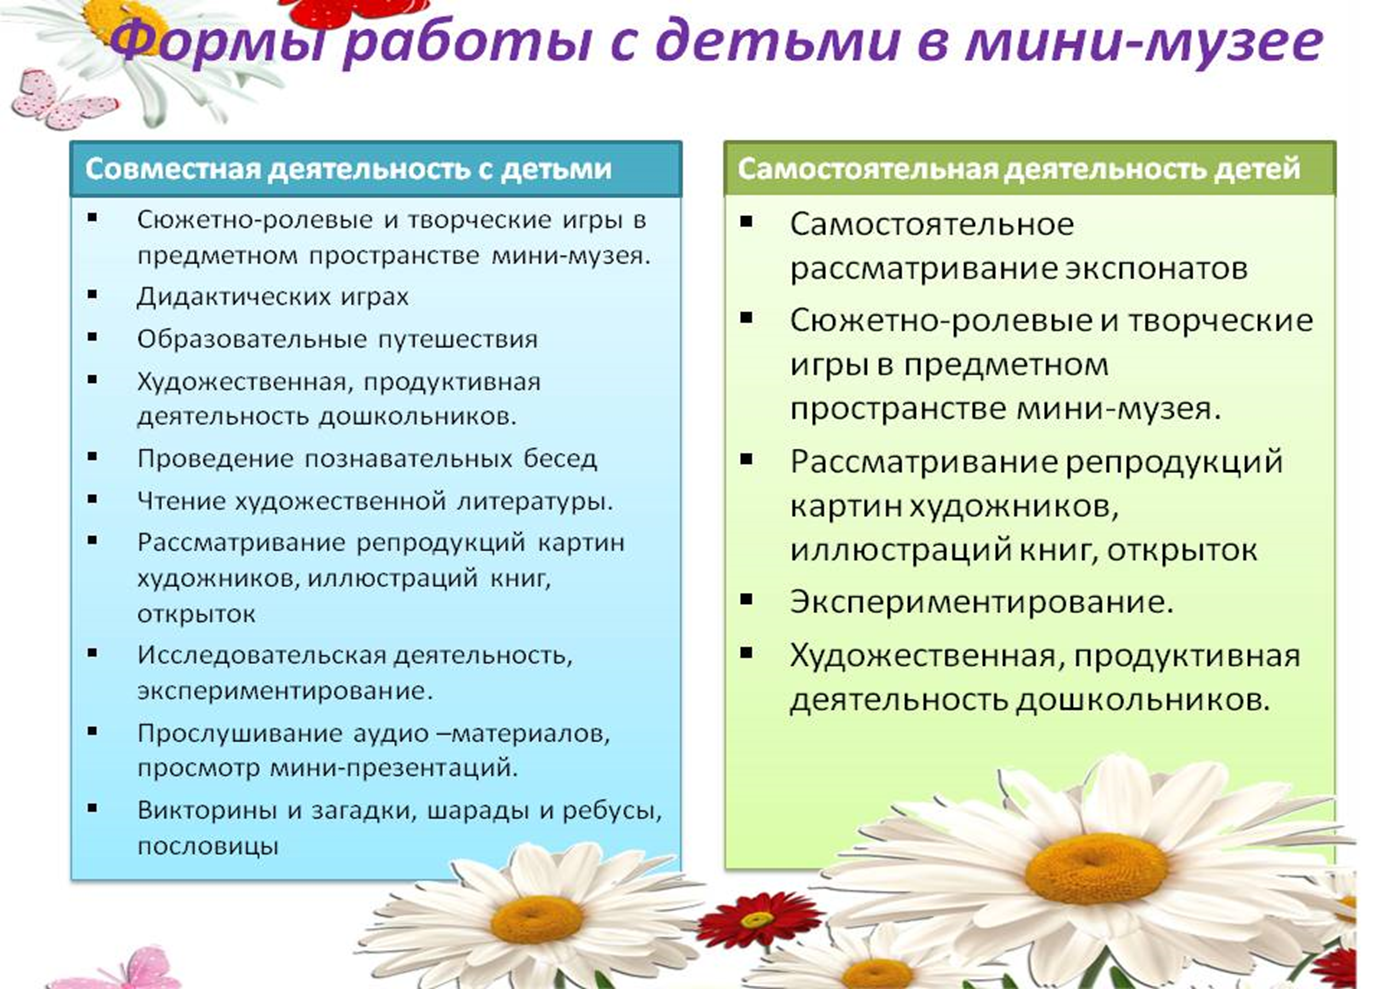 Формы работы с детьми в мини-музее
Совместная деятельность с детьми
Сюжетно-ролевые и творческие игры в
предметном пространстве мини-музея.
Дидактических играх
Образовательные путешествия
Художественная, продуктивная
деятельность дошкольников.
Проведение познавательных бесед
Чтение художественной литературы.
Рассматривание репродукций картин
художников, иллюстраций книг,
открыток
Исследовательская деятельность,
экспериментирование.
Прослушивание аудио –материалов,
просмотр мини-презентаций.
Викторины и загадки, шарады и ребусы,
пословицы
Самостоятельная деятельность детей
Самостоятельное
рассматривание экспонатов
Сюжетно-ролевые и творческие
игры в предметном
пространстве мини-музея.
Рассматривание репродукций
картин художников,
иллюстраций книг, открыток
Экспериментирование.
Художественная, продуктивная
деятельность дошкольников.